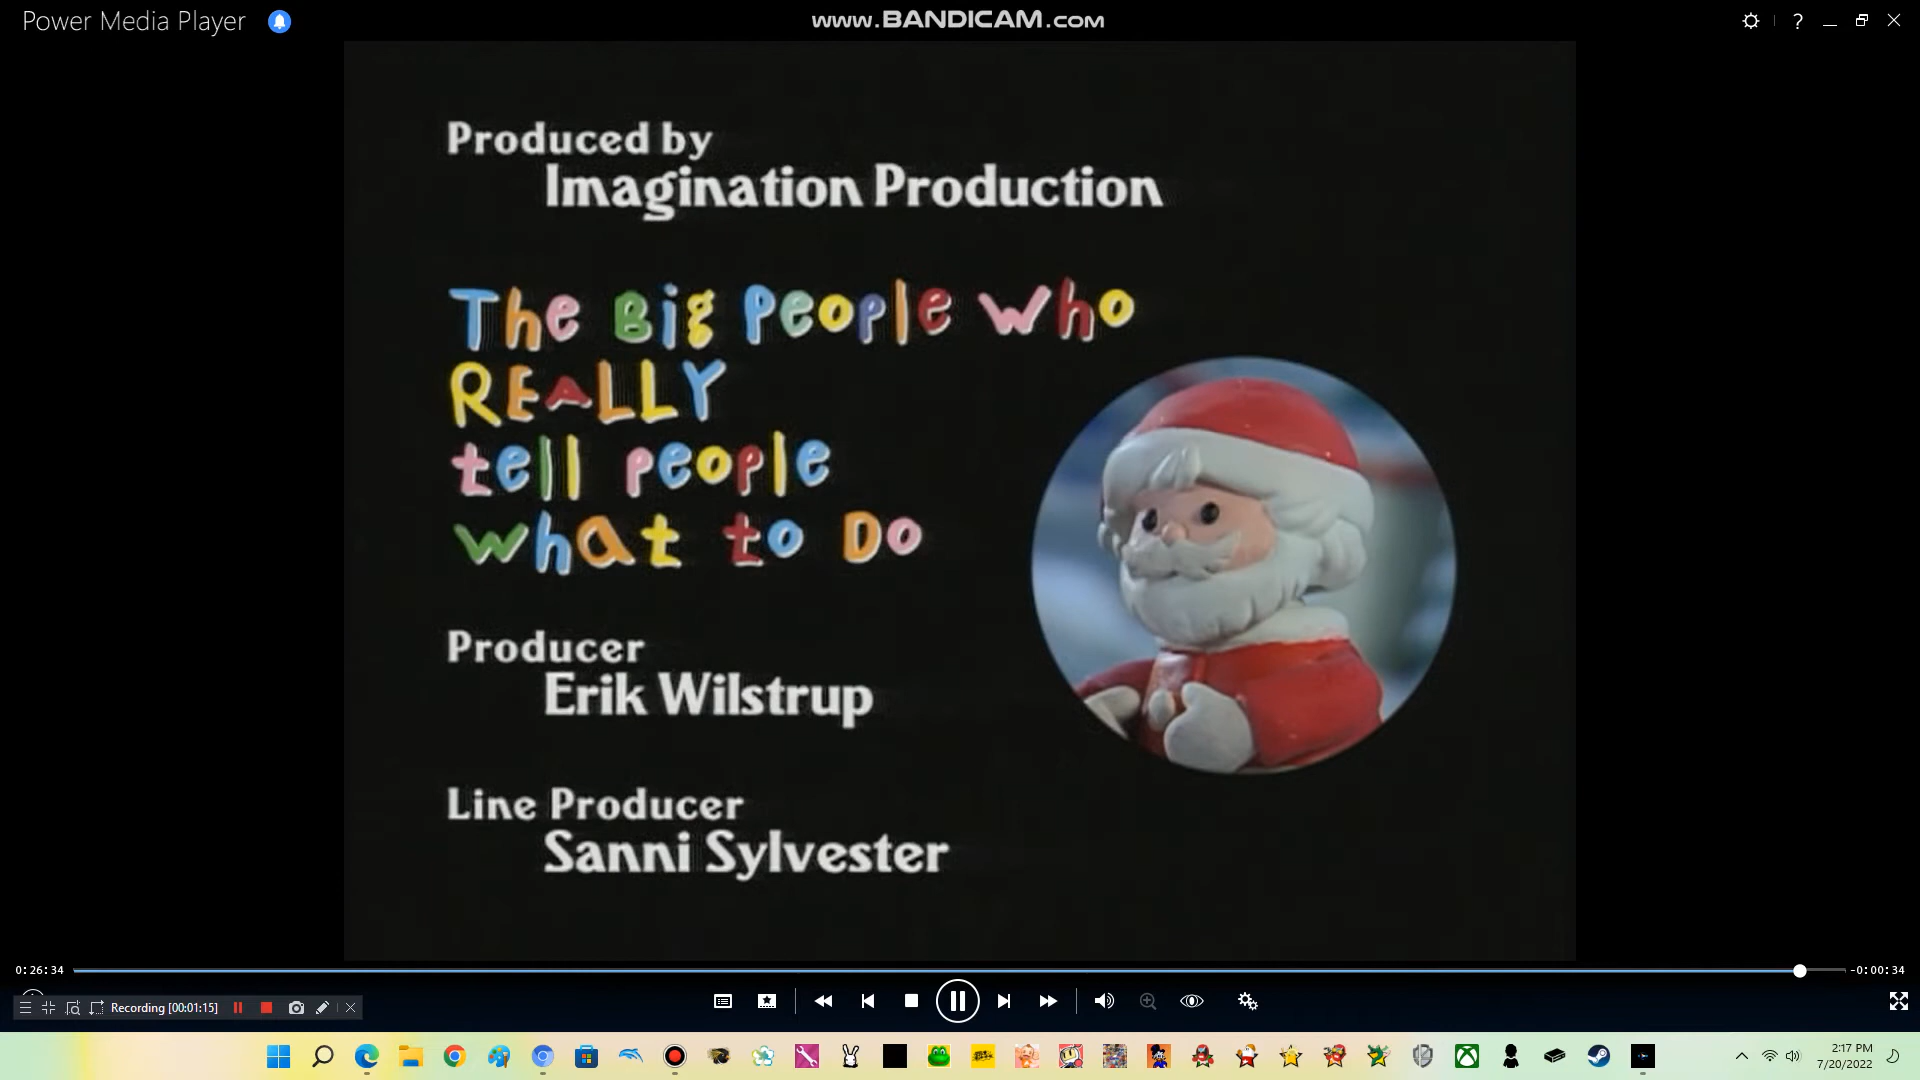 Power Media Player
www.BANDICAM.com
Produced by
Imagination Production
The Big People Who
REALLY
tell people
what to Do
Producer
Erik Wilstrup
Line Producer
Sanni Sylvester
0:26:34
-0:00:34
Recording [00:01:15]
2:17 PM
7/20/2022